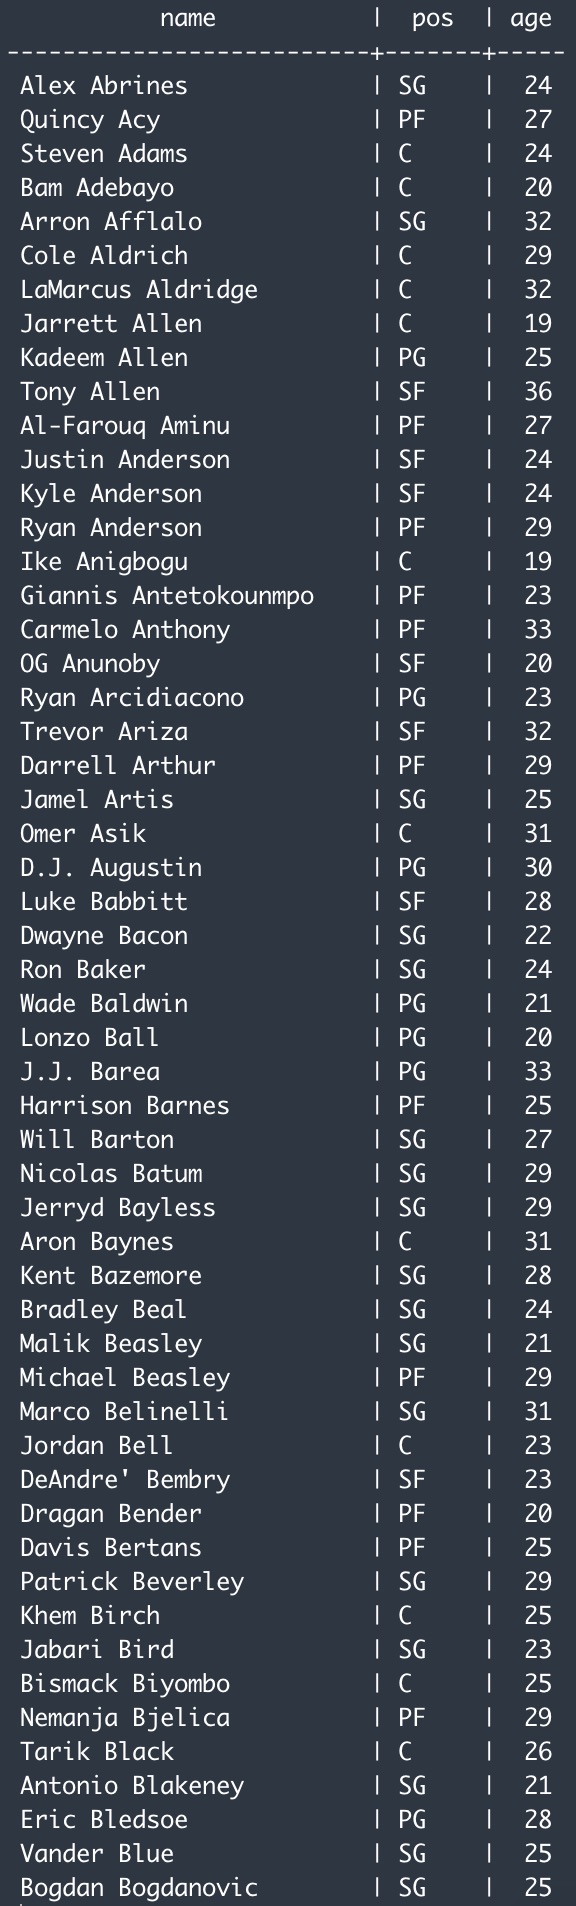 name | pos | age
--------------------------+-------+-----
Alex Abrines | SG | 24
Quincy Acy | PF | 27
Steven Adams | C | 24
Bam Adebayo | C | 20
Arron Afflalo | SG | 32
Cole Aldrich | C | 29
LaMarcus Aldridge | C | 32
Jarrett Allen | C | 19
Kadeem Allen | PG | 25
Tony Allen | SF | 36
Al-Farouq Aminu | PF | 27
Justin Anderson | SF | 24
Kyle Anderson | SF | 24
Ryan Anderson | PF | 29
Ike Anigbogu | C | 19
Giannis Antetokounmpo | PF | 23
Carmelo Anthony | PF | 33
OG Anunoby | SF | 20
Ryan Arcidiacono | PG | 23
Trevor Ariza | SF | 32
Darrell Arthur | PF | 29
Jamel Artis | SG | 25
Omer Asik | C | 31
D.J. Augustin | PG | 30
Luke Babbitt | SF | 28
Dwayne Bacon | SG | 22
Ron Baker | SG | 24
Wade Baldwin | PG | 21
Lonzo Ball | PG | 20
J.J. Barea | PG | 33
Harrison Barnes | PF | 25
Will Barton | SG | 27
Nicolas Batum | SG | 29
Jerryd Bayless | SG | 29
Aron Baynes | C | 31
Kent Bazemore | SG | 28
Bradley Beal | SG | 24
Malik Beasley | SG | 21
Michael Beasley | PF | 29
Marco Belinelli | SG | 31
Jordan Bell | C | 23
DeAndre' Bembry | SF | 23
Dragan Bender | PF | 20
Davis Bertans | PF | 25
Patrick Beverley | SG | 29
Khem Birch | C | 25
Jabari Bird | SG | 23
Bismack Biyombo | C | 25
Nemanja Bjelica | PF | 29
Tarik Black | C | 26
Antonio Blakeney | SG | 21
Eric Bledsoe | PG | 28
Vander Blue | SG | 25
Bogdan Bogdanovic | SG | 25